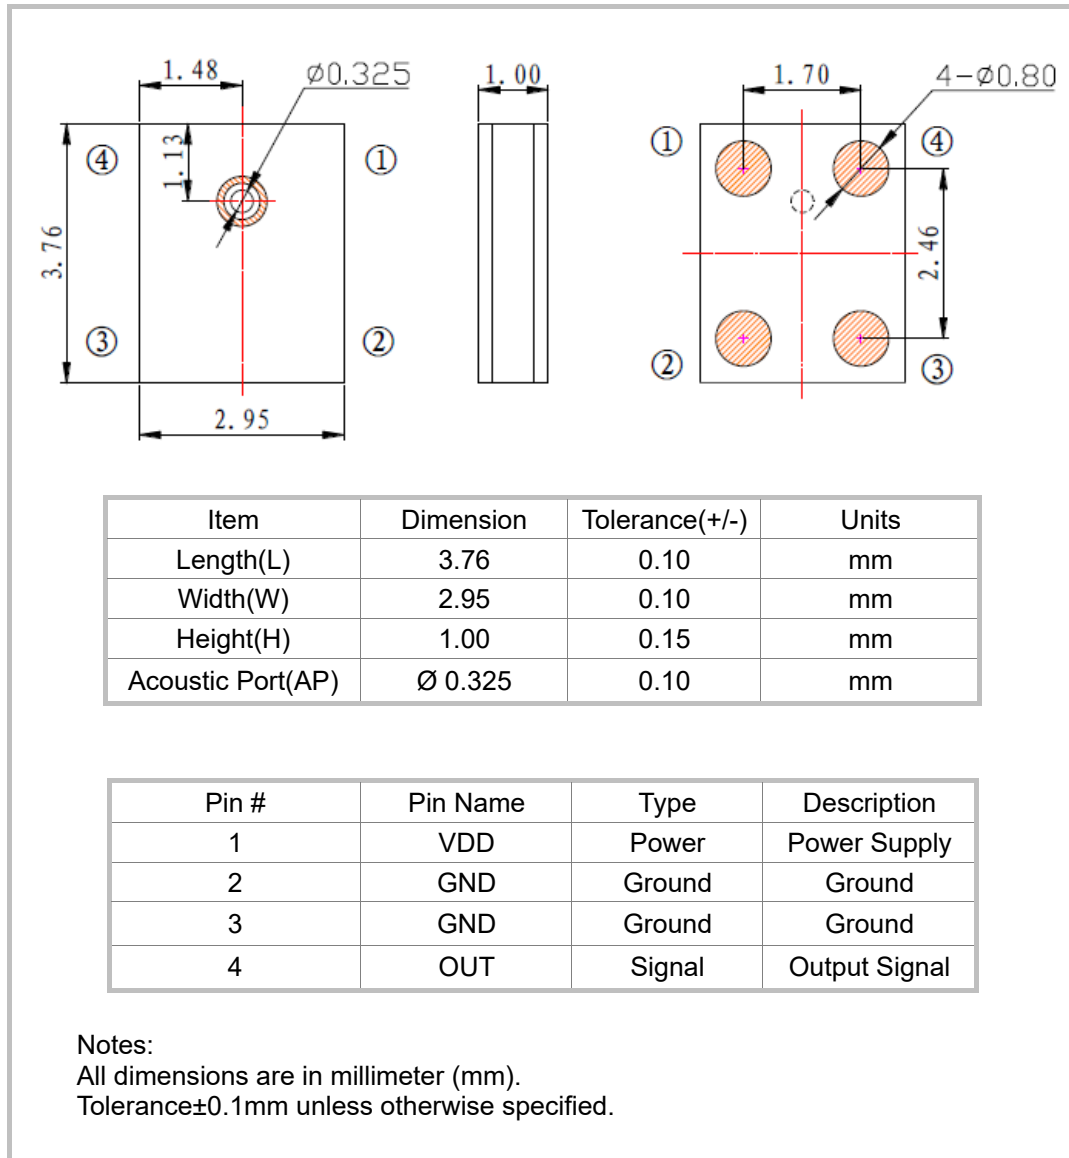 1.48
Ø0.325
1.00
1.70
4-Ø0.80
④
1.13
①
①
④
3.76
2.46
③
②
②
③
2.95
Item Dimension Tolerance(+/-) Units
Length(L) 3.76 0.10 mm
Width(W) 2.95 0.10 mm
Height(H) 1.00 0.15 mm
Acoustic Port(AP) Ø 0.325 0.10 mm
Pin # Pin Name Type Description
1 VDD Power Power Supply
2 GND Ground Ground
3 GND Ground Ground
4 OUT Signal Output Signal
Notes:
All dimensions are in millimeter (mm).
Tolerance±0.1mm unless otherwise specified.